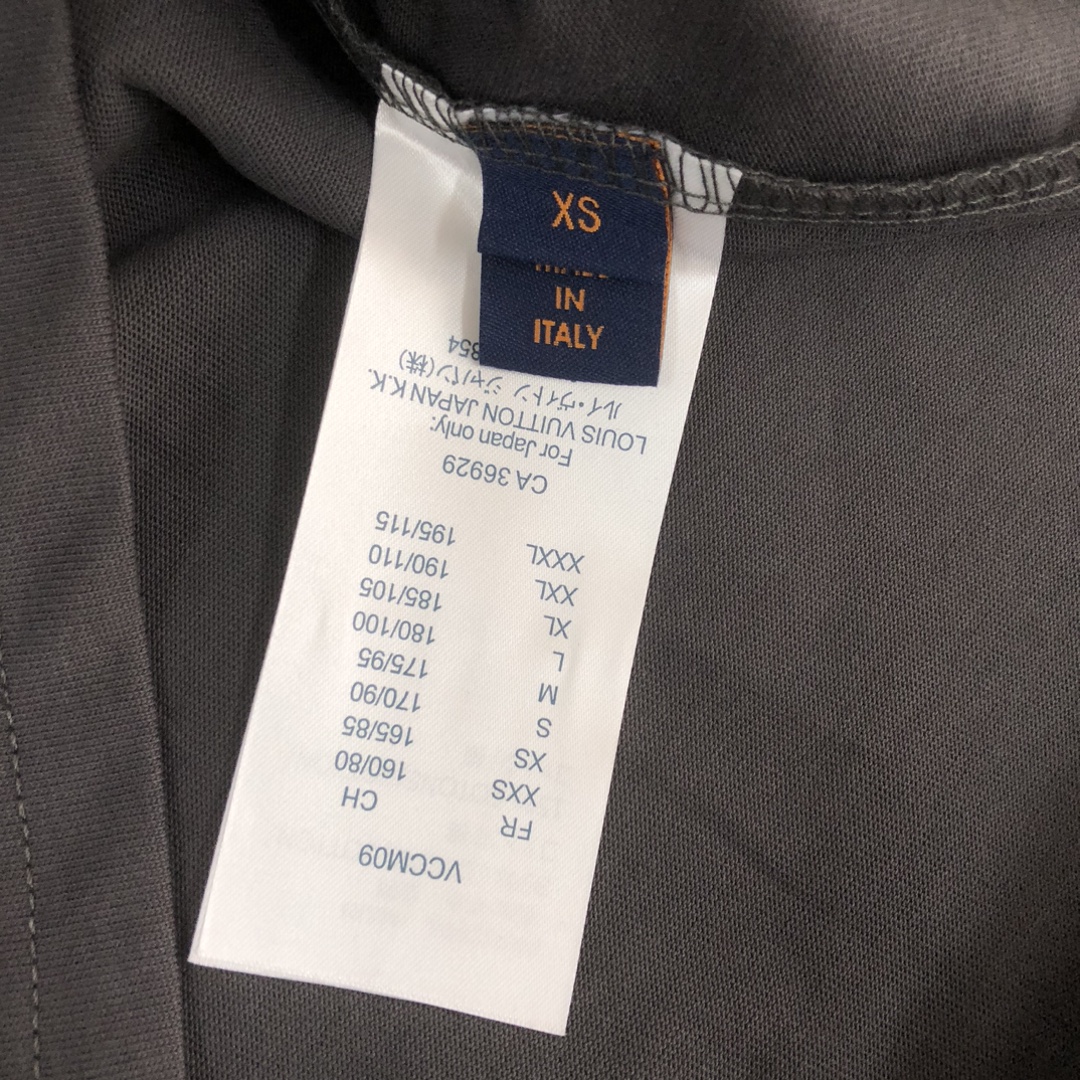 XS
IN
ITALY
VCCM09
FR CH
XXS 160/80
XS 165/85
S 170/90
M 175/95
L 180/100
XL 185/105
XXL 190/110
XXXL 195/115
CA 36929
For Japan only:
LOUIS VUITTON JAPAN K.K.
ルイ・ヴィトン ジャパン(株)